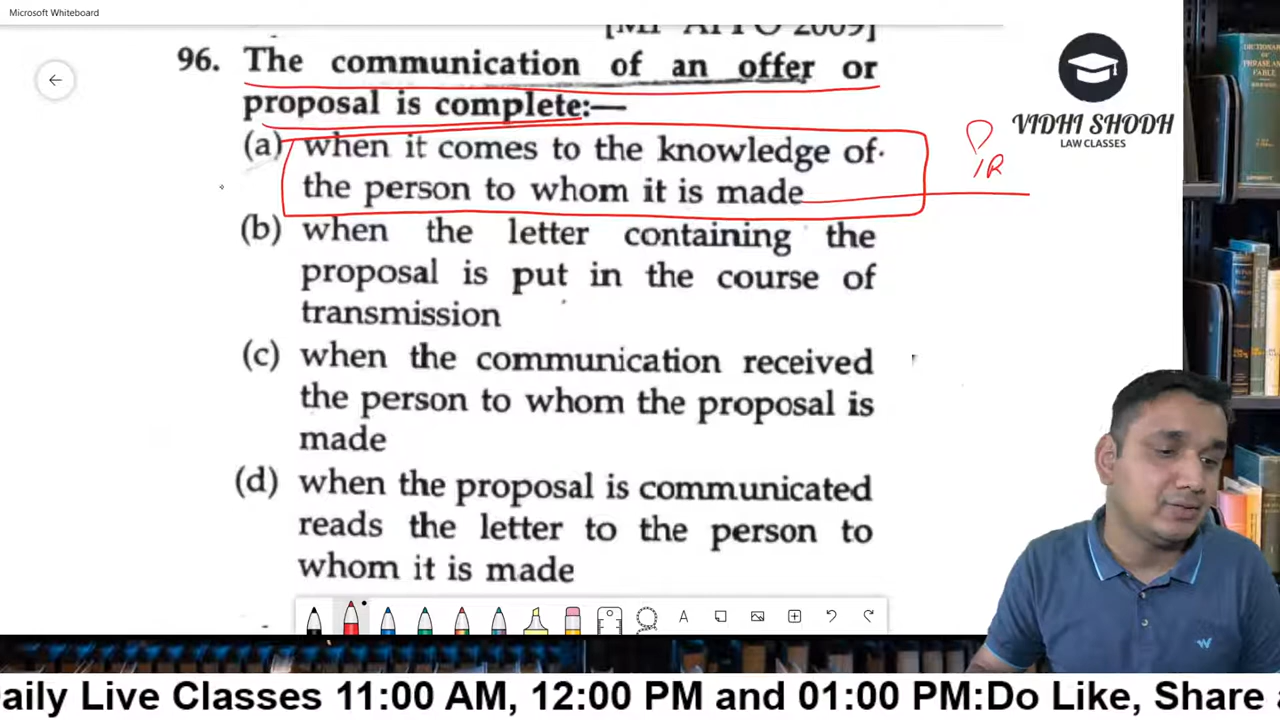 Microsoft Whiteboard
2009]
96. The communication of an offer or
proposal is complete:—
(a) when it comes to the knowledge of
the person to whom it is made
(b) when the letter containing the
proposal is put in the course of
transmission
(c) when the communication received
the person to whom the proposal is
made
(d) when the proposal is communicated
reads the letter to the person to
whom it is made
VIDHI SHODH
LAW CLASSES
A
aily Live Classes 11:00 AM, 12:00 PM and 01:00 PM:Do Like, Share